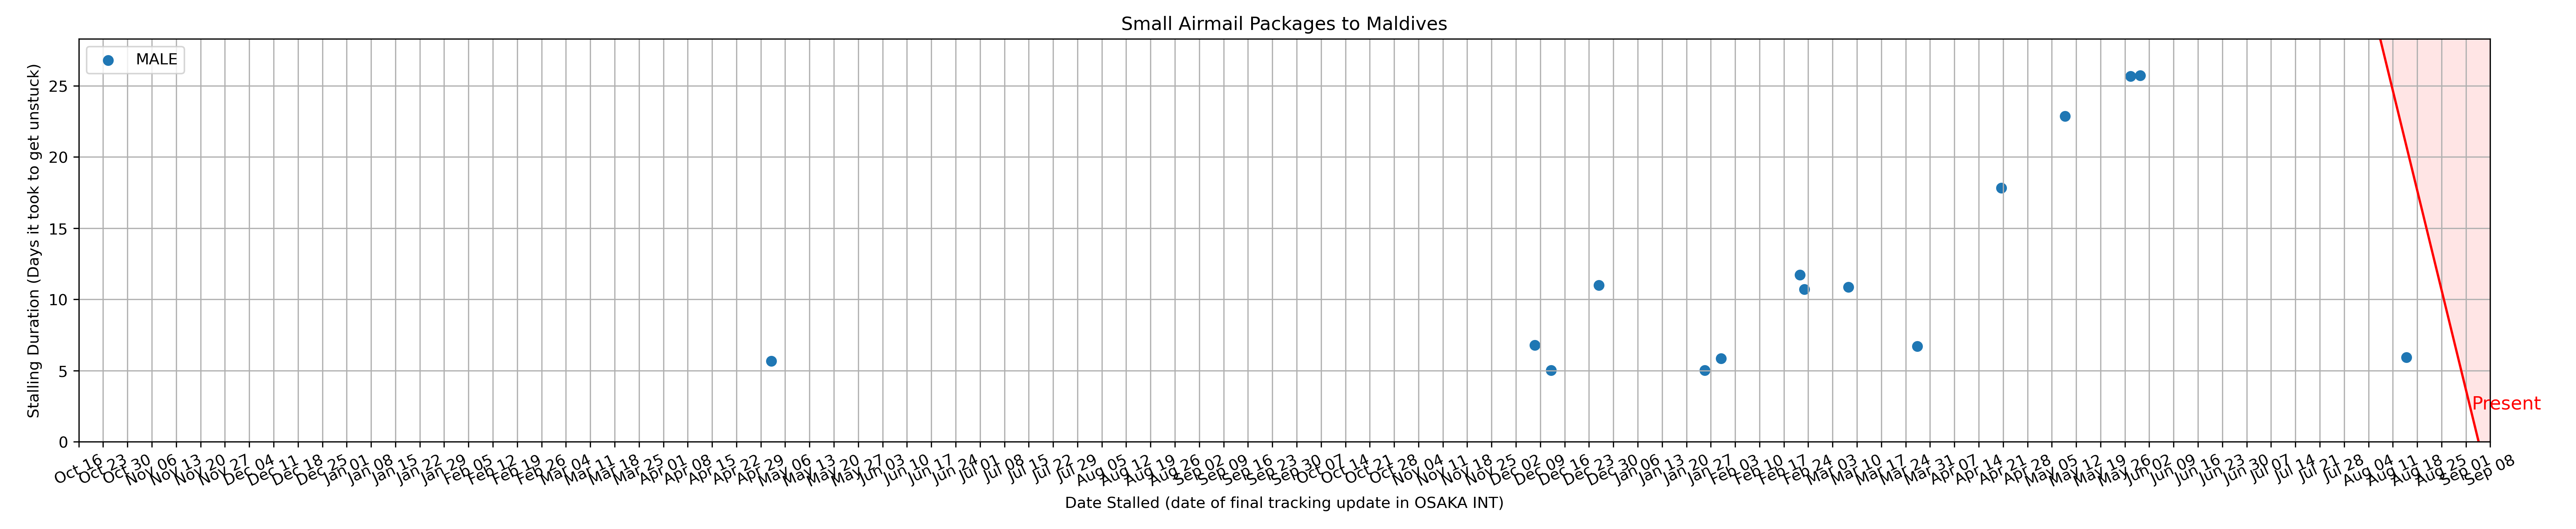 Small Airmail Packages to Maldives
MALE
Stalling Duration (Days it took to get unstuck)
25
20
15
10
5
0
Present
Oct 16
Oct 23
Oct 30
Nov 06
Nov 13
Nov 20
Nov 27
Dec 04
Dec 11
Dec 18
Dec 25
Jan 01
Jan 08
Jan 15
Jan 22
Jan 29
Feb 05
Feb 12
Feb 19
Feb 26
Mar 04
Mar 11
Mar 18
Mar 25
Apr 01
Apr 08
Apr 15
Apr 22
Apr 29
May 06
May 13
May 20
May 27
Jun 03
Jun 10
Jun 17
Jun 24
Jul 01
Jul 08
Jul 15
Jul 22
Jul 29
Aug 05
Aug 12
Aug 19
Aug 26
Sep 02
Sep 09
Sep 16
Sep 23
Sep 30
Oct 07
Oct 14
Oct 21
Oct 28
Nov 04
Nov 11
Nov 18
Nov 25
Dec 02
Dec 09
Dec 16
Dec 23
Dec 30
Jan 06
Jan 13
Jan 20
Jan 27
Feb 03
Feb 10
Feb 17
Feb 24
Mar 03
Mar 10
Mar 17
Mar 24
Mar 31
Apr 07
Apr 14
Apr 21
Apr 28
May 05
May 12
May 19
May 26
Jun 02
Jun 09
Jun 16
Jun 23
Jun 30
Jul 07
Jul 14
Jul 21
Jul 28
Aug 04
Aug 11
Aug 18
Aug 25
Sep 01
Sep 08
Date Stalled (date of final tracking update in OSAKA INT)